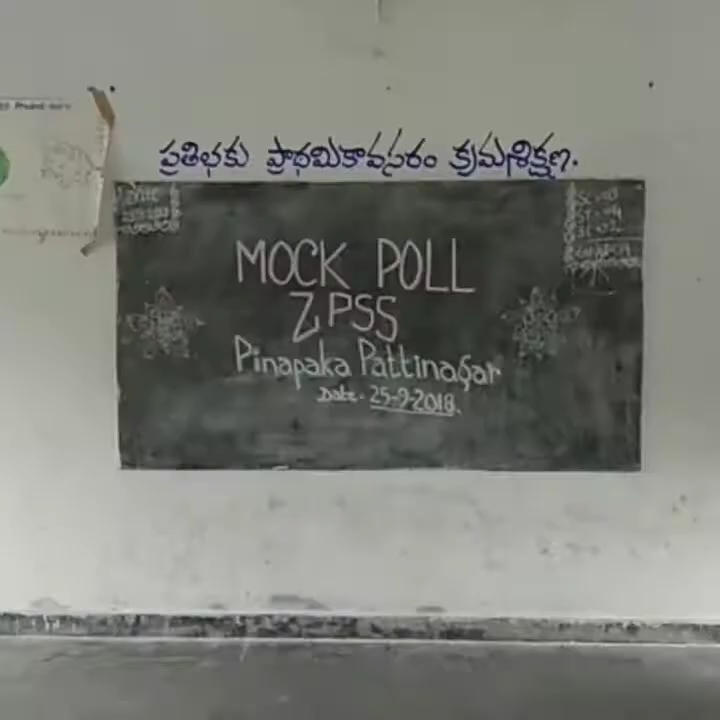 ప్రతిభకు ప్రాథమికావసరం క్రమశిక్షణ.
MOCK POLL
ZPSS
Pinapaka Pattinagar
Date - 25-9-2018.